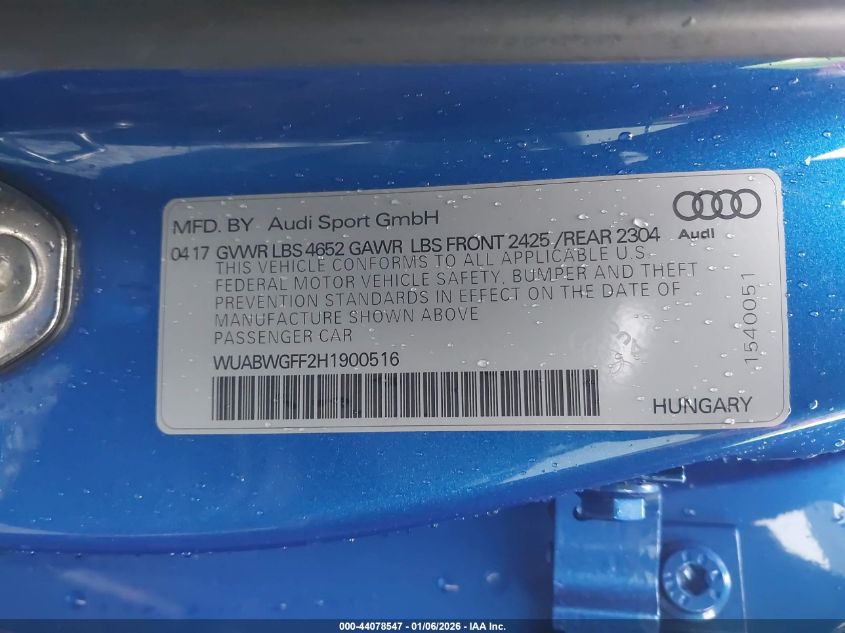 MFD. BY Audi Sport GmbH
Audi
04 17 GVWR LBS 4652 GAWR LBS FRONT 2425 /REAR 2304
THIS VEHICLE CONFORMS TO ALL APPLICABLE U.S.
FEDERAL MOTOR VEHICLE SAFETY, BUMPER AND THEFT
PREVENTION STANDARDS IN EFFECT ON THE DATE OF
MANUFACTURE SHOWN ABOVE
PASSENGER CAR
WUABWGFF2H1900516
1540051
HUNGARY
000-44078547 - 01/06/2026 - IAA Inc.